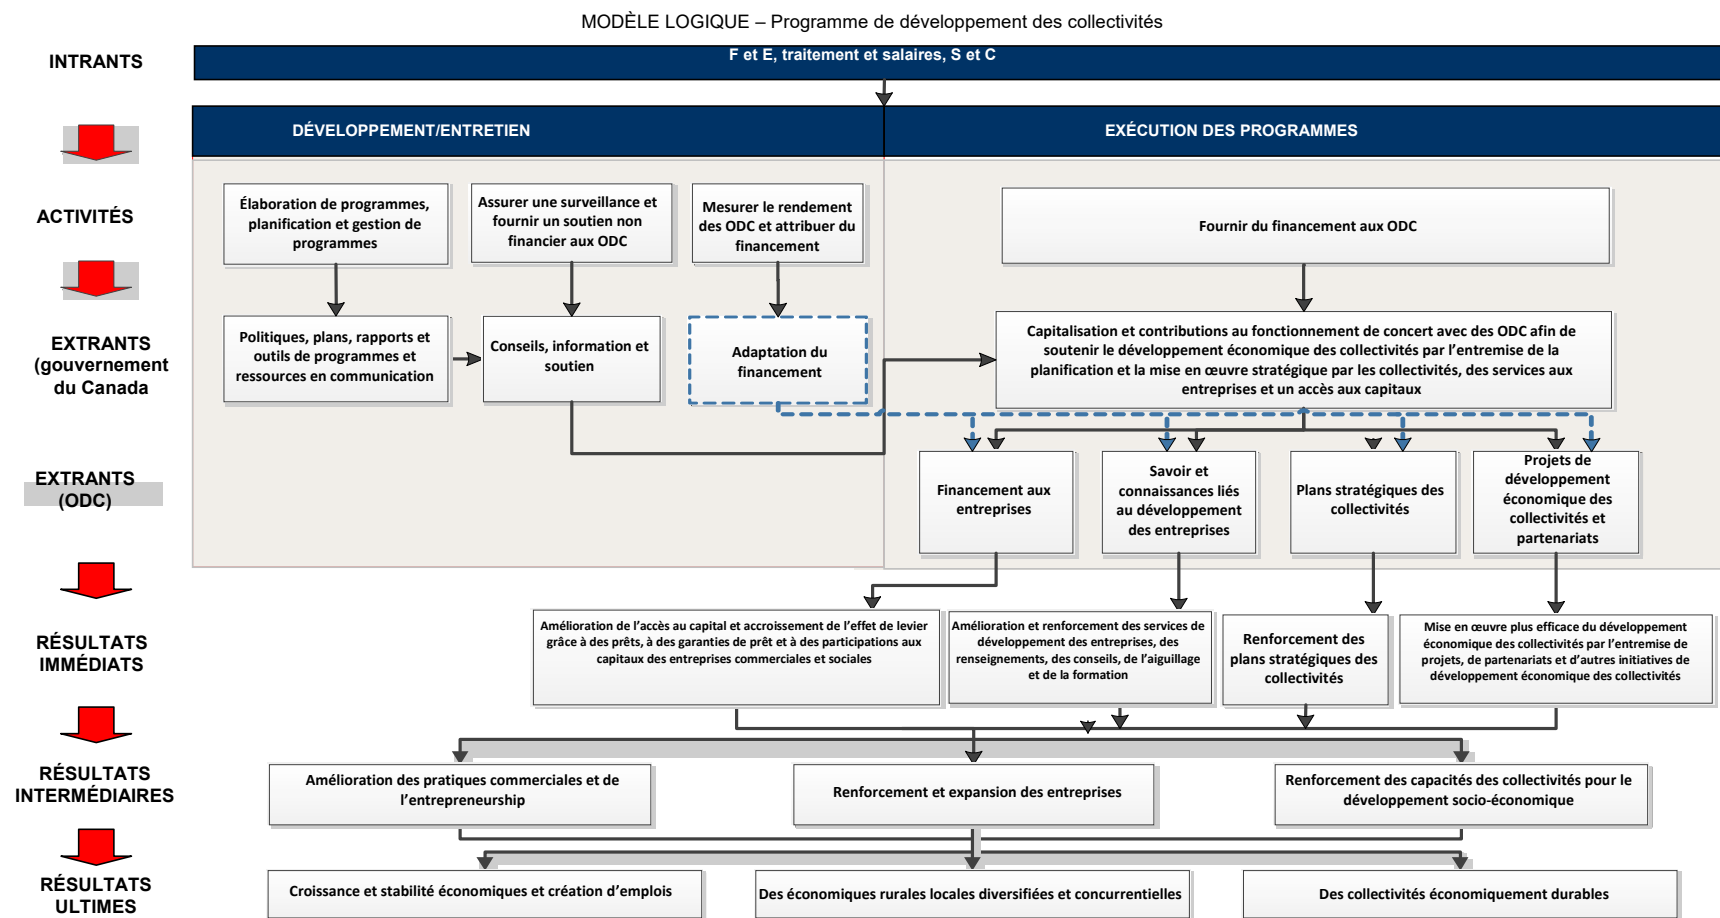 MODÈLE LOGIQUE – Programme de développement des collectivités
INTRANTS
F et E, traitement et salaires, S et C
DÉVELOPPEMENT/ENTRETIEN
EXÉCUTION DES PROGRAMMES
ACTIVITÉS
Élaboration de programmes,
planification et gestion de
programmes
Assurer une surveillance et
fournir un soutien non
financier aux ODC
Mesurer le rendement
des ODC et attribuer du
financement
Fournir du financement aux ODC
EXTRANTS
(gouvernement
du Canada
Politiques, plans, rapports et
outils de programmes et
ressources en communication
Conseils, information et
soutien
Adaptation du
financement
Capitalisation et contributions au fonctionnement de concert avec des ODC afin de
soutenir le développement économique des collectivités par l’entremise de la
planification et la mise en œuvre stratégique par les collectivités, des services aux
entreprises et un accès aux capitaux
EXTRANTS
(ODC)
Financement aux
entreprises
Savoir et
connaissances liés
au développement
des entreprises
Plans stratégiques des
collectivités
Projets de
développement
économique des
collectivités et
partenariats
RÉSULTATS
IMMÉDIATS
Amélioration de l’accès au capital et accroissement de l’effet de levier
grâce à des prêts, à des garanties de prêt et à des participations aux
capitaux des entreprises commerciales et sociales
Amélioration et renforcement des services de
développement des entreprises, des
renseignements, des conseils, de l’aiguillage
et de la formation
Renforcement des
plans stratégiques des
collectivités
Mise en œuvre plus efficace du développement
économique des collectivités par l’entremise de
projets, de partenariats et d’autres initiatives de
développement économique des collectivités
RÉSULTATS
INTERMÉDIAIRES
Amélioration des pratiques commerciales et de
l’entrepreneurship
Renforcement et expansion des entreprises
Renforcement des capacités des collectivités pour le
développement socio-économique
RÉSULTATS
ULTIMES
Croissance et stabilité économiques et création d’emplois
Des économiques rurales locales diversifiées et concurrentielles
Des collectivités économiquement durables